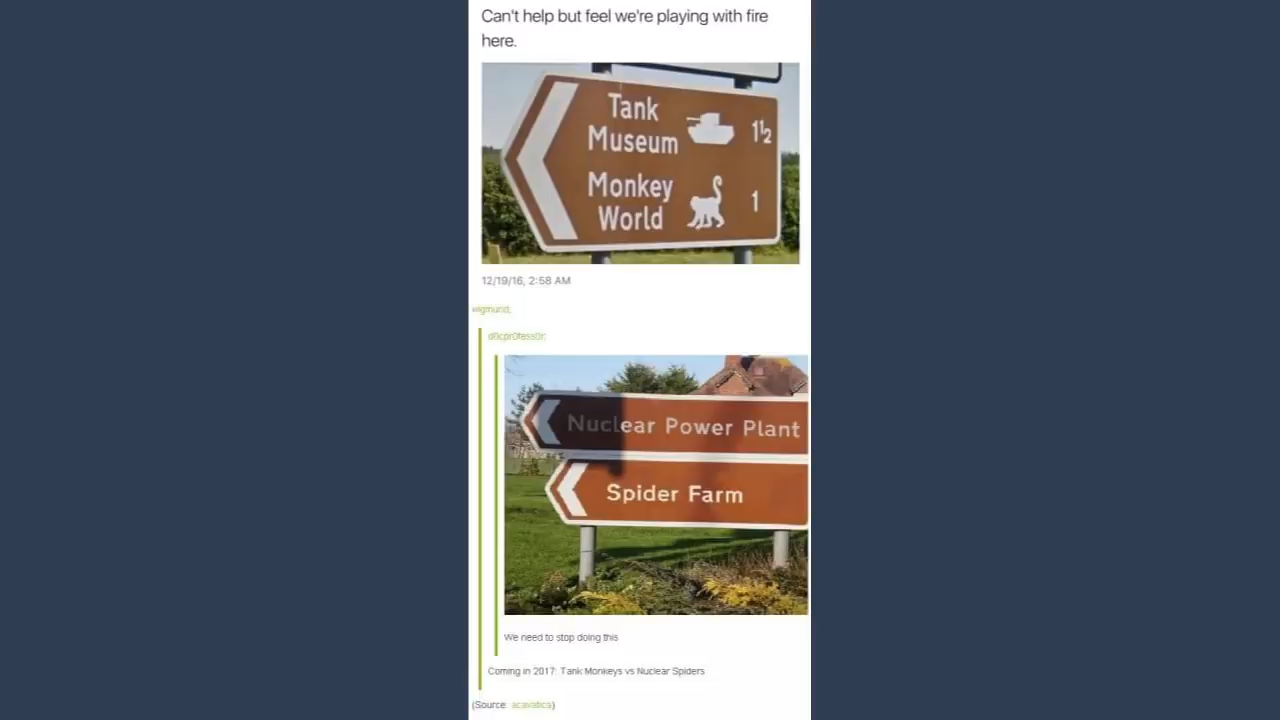 Can't help but feel we're playing with fire
here.
Tank
Museum
1½
Monkey
World
1
12/19/16, 2:58 AM
d0cpr0fess0r:
Nuclear Power Plant
Spider Farm
We need to stop doing this
Coming in 2017: Tank Monkeys vs Nuclear Spiders
(Source: acavatica)